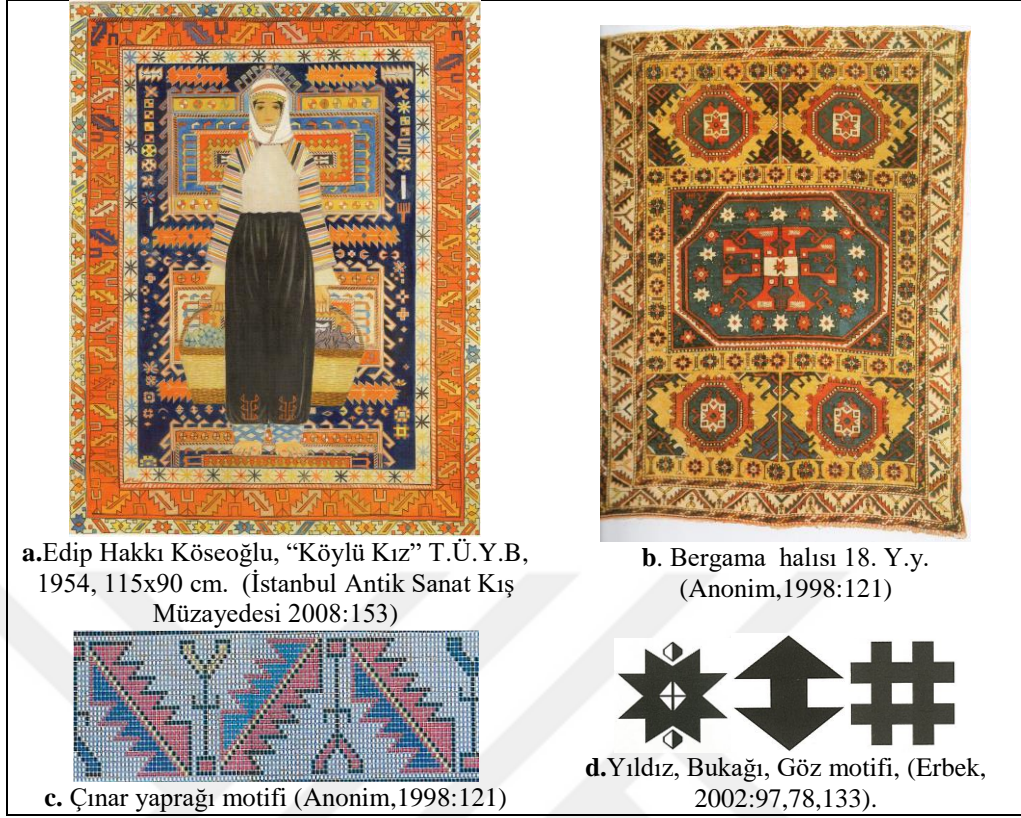 a.Edip Hakkı Köseoğlu, “Köylü Kız” T.Ü.Y.B,
1954, 115x90 cm. (İstanbul Antik Sanat Kış
Müzayedesi 2008:153)
b. Bergama halısı 18. Y.y.
(Anonim,1998:121)
c. Çınar yaprağı motifi (Anonim,1998:121)
d.Yıldız, Bukağı, Göz motifi, (Erbek,
2002:97,78,133).